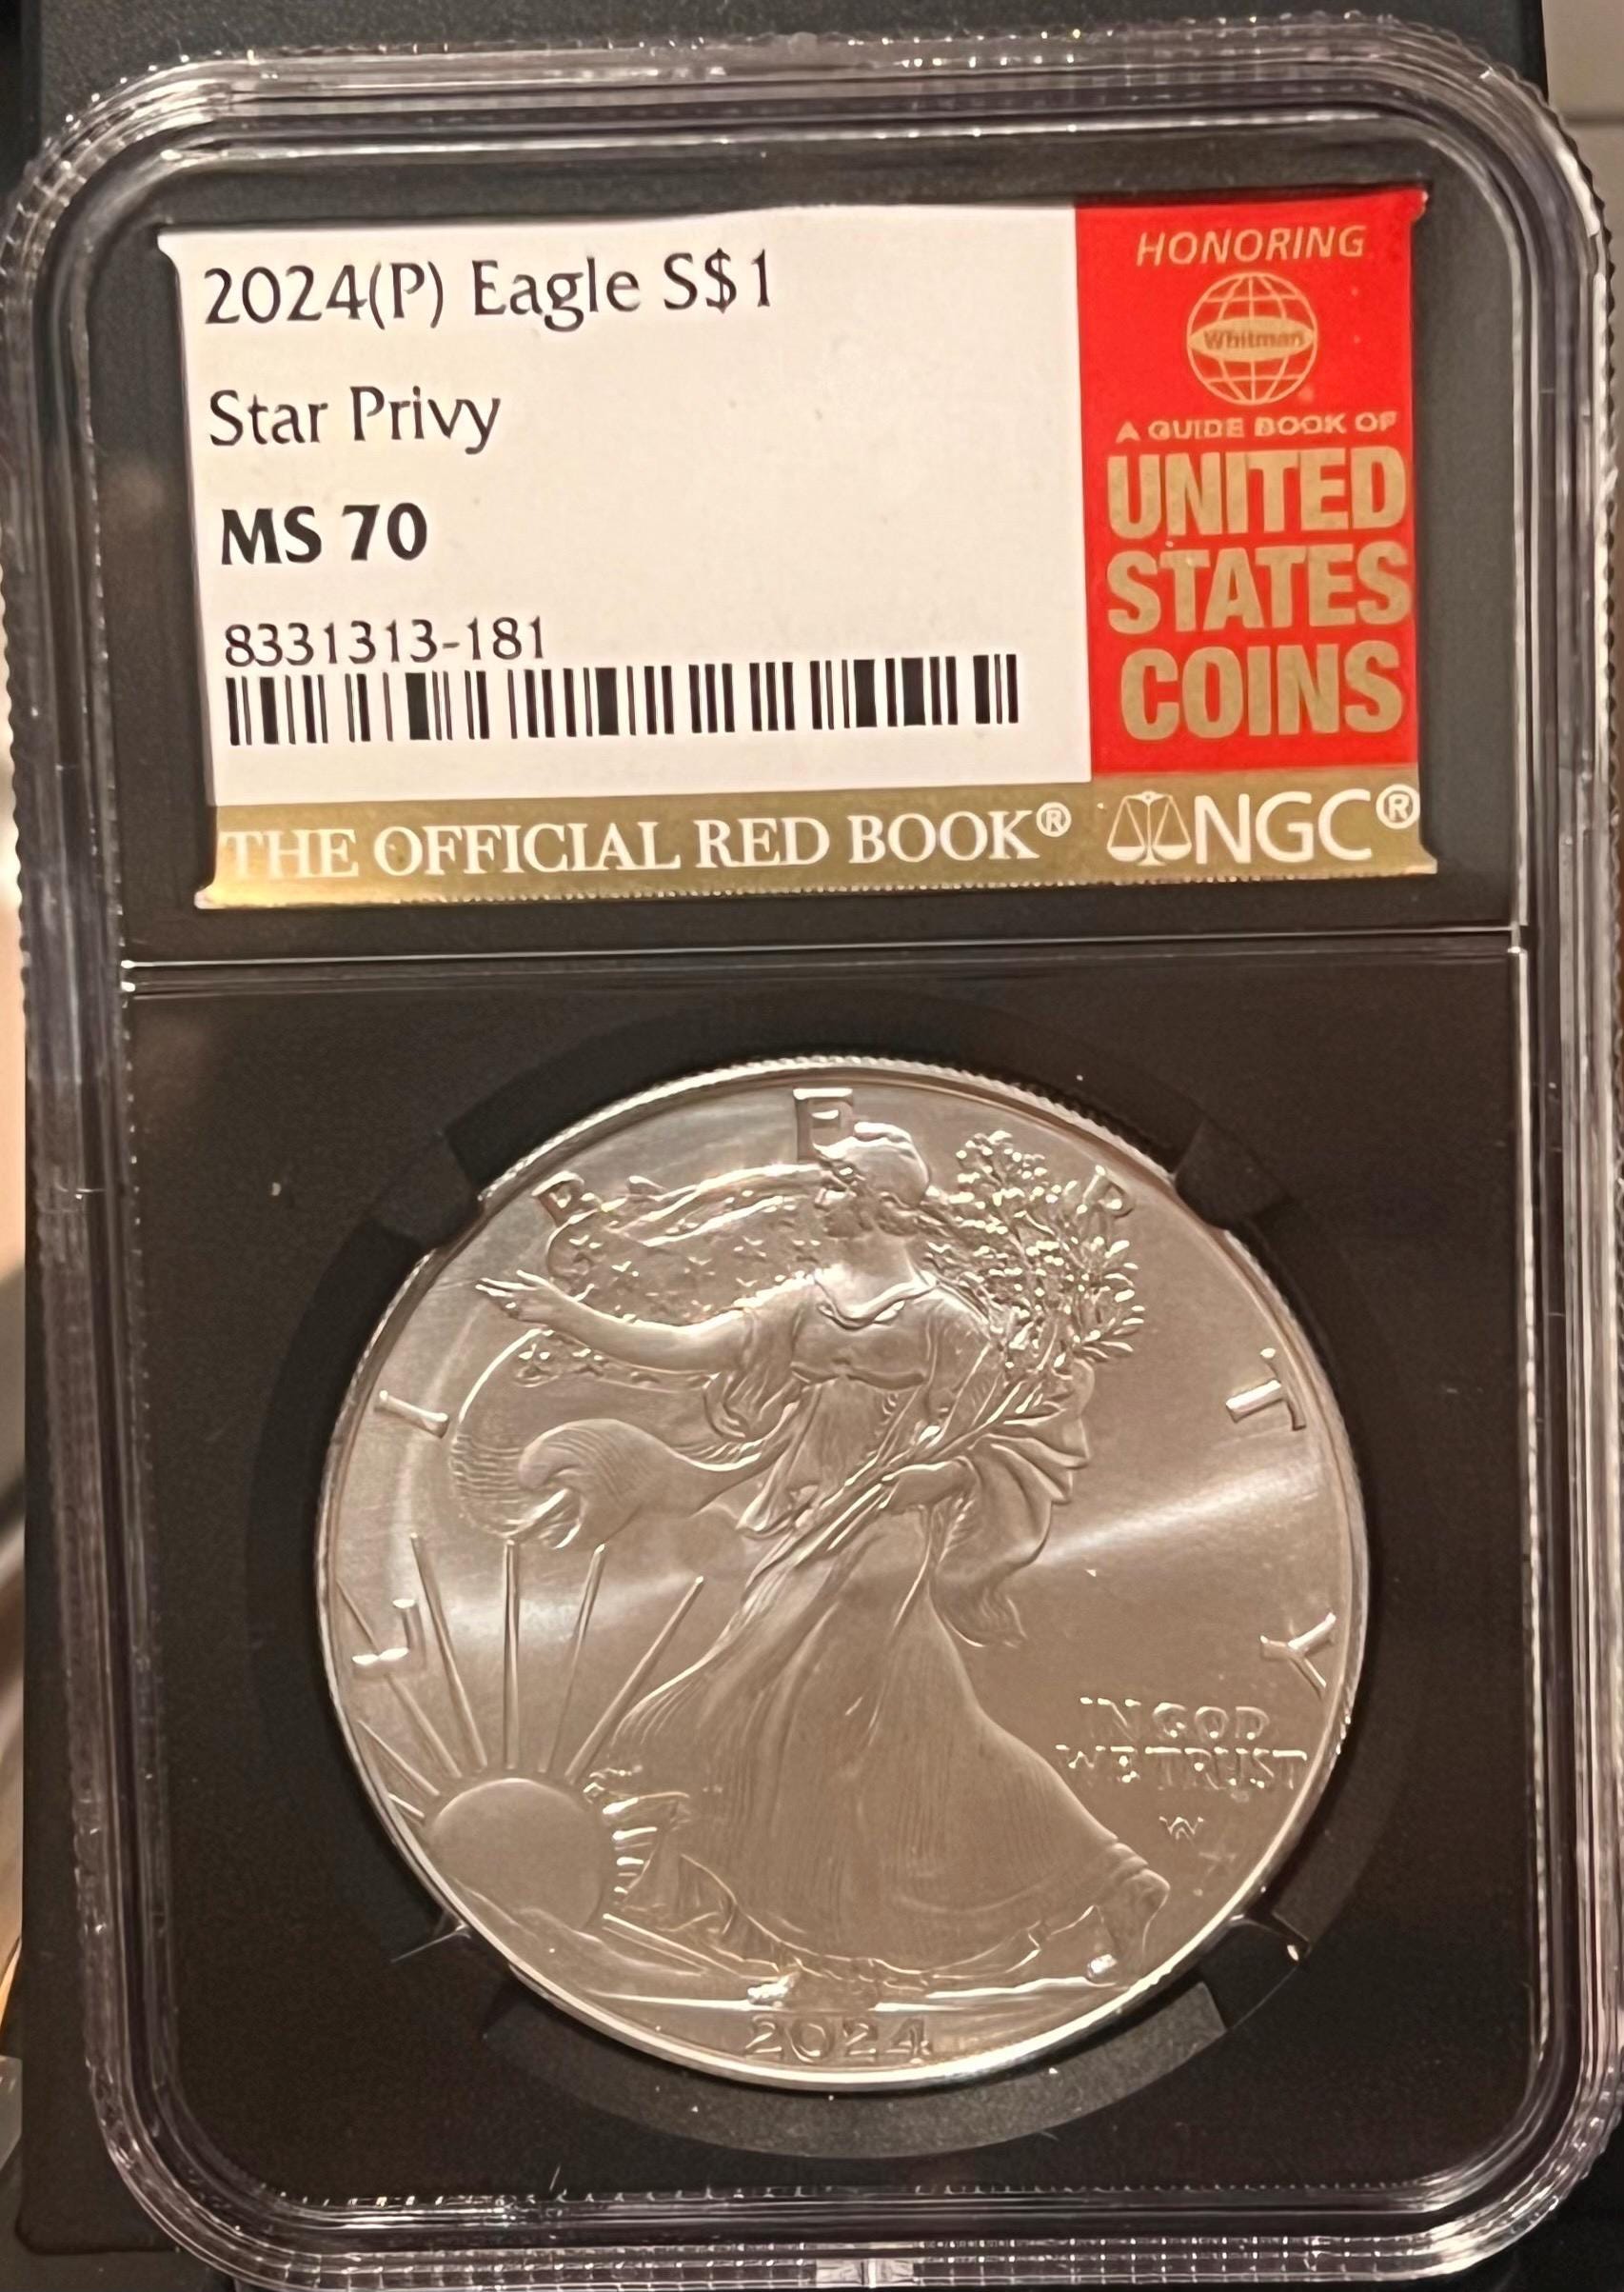 2024(P) Eagle S$1
Star Privy
MS 70
8331313-181
HONORING
Whitman
A GUIDE BOOK OF
UNITED
STATES
COINS
THE OFFICIAL RED BOOK®
NGC®
LIBERTY
IN GOD
WE TRUST
2024